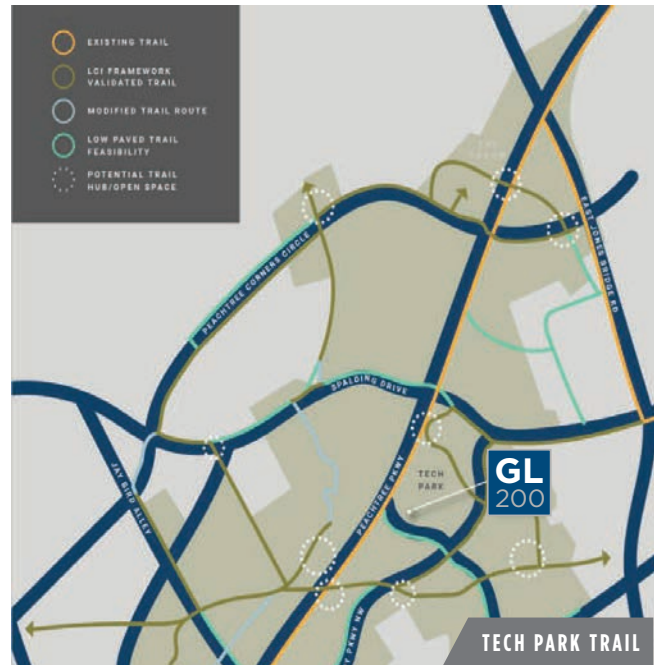 EXISTING TRAIL
LCI FRAMEWORK
VALIDATED TRAIL
MODIFIED TRAIL ROUTE
LOW PAVED TRAIL
FEASIBILITY
POTENTIAL TRAIL
HUB/OPEN SPACE
EAST JONES BRIDGE RD
PEACHTREE CORNERS CIRCLE
SPALDING DRIVE
JAY BIRD ALLEY
PEACHTREE PKWY
TECH
PARK
GL
200
Y PKWY NW
TECH PARK TRAIL